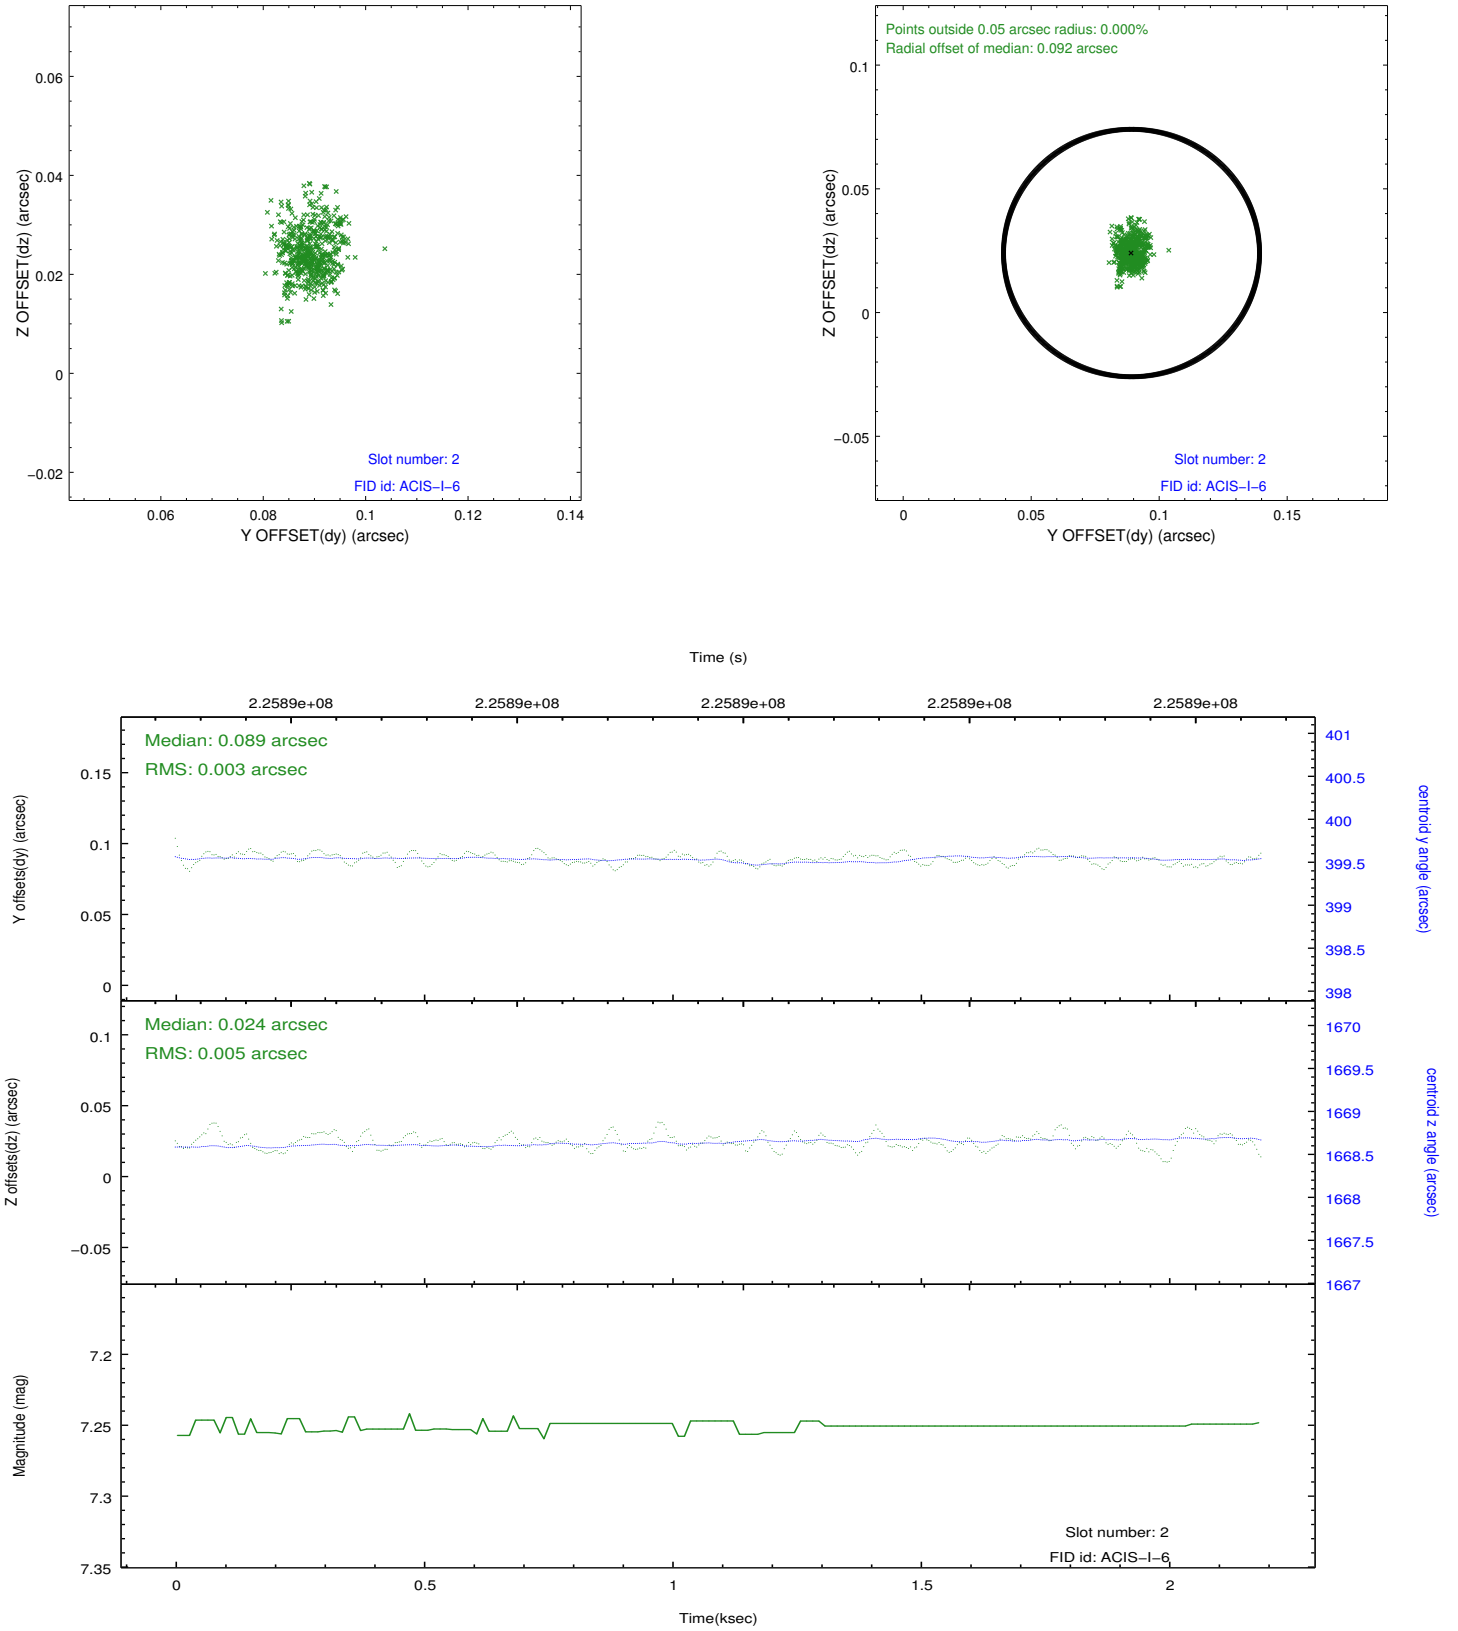 0.06
0.04
0.02
0
−0.02
Z OFFSET(dz) (arcsec)
Slot number: 2
FID id: ACIS−I−6
0.06
0.08
0.1
0.12
0.14
Y OFFSET(dy) (arcsec)
Points outside 0.05 arcsec radius: 0.000%
Radial offset of median: 0.092 arcsec
0.1
0.05
0
−0.05
Z OFFSET(dz) (arcsec)
Slot number: 2
FID id: ACIS−I−6
0
0.05
0.1
0.15
Y OFFSET(dy) (arcsec)
Time (s)
2.2589e+08
2.2589e+08
2.2589e+08
2.2589e+08
2.2589e+08
Median: 0.089 arcsec
RMS: 0.003 arcsec
0.15
0.1
0.05
0
Y offsets(dy) (arcsec)
401
400.5
400
399.5
399
398.5
398
centroid y angle (arcsec)
Median: 0.024 arcsec
RMS: 0.005 arcsec
0.1
0.05
0
−0.05
Z offsets(dz) (arcsec)
1670
1669.5
1669
1668.5
1668
1667.5
1667
centroid z angle (arcsec)
7.2
7.25
7.3
7.35
Magnitude (mag)
Slot number: 2
FID id: ACIS−I−6
0
0.5
1
1.5
2
Time(ksec)